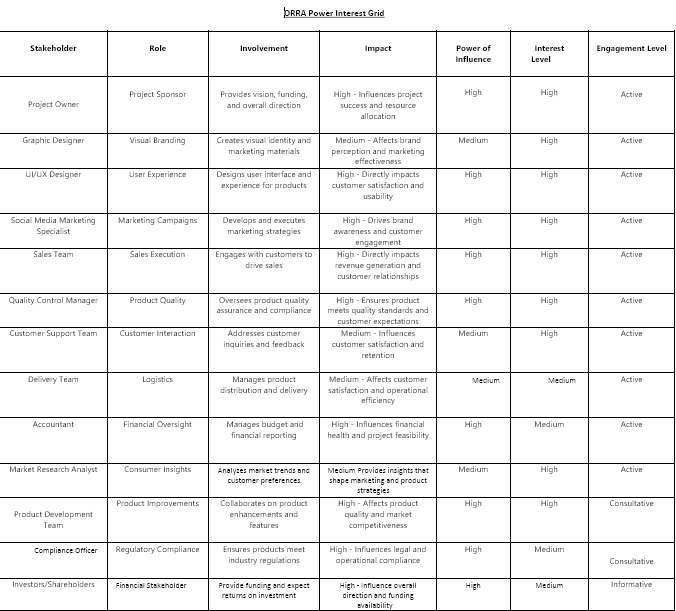 ORRA Power Interest Grid
Stakeholder Role Involvement Impact Power of Influence Interest Level Engagement Level
Project Owner Project Sponsor Provides vision, funding, and overall direction High - Influences project success and resource allocation High High Active
Graphic Designer Visual Branding Creates visual identity and marketing materials Medium - Affects brand perception and marketing effectiveness Medium High Active
UI/UX Designer User Experience Designs user interface and experience for products High - Directly impacts customer satisfaction and usability High High Active
Social Media Marketing Specialist Marketing Campaigns Develops and executes marketing strategies High - Drives brand awareness and customer engagement High High Active
Sales Team Sales Execution Engages with customers to drive sales High - Directly impacts revenue generation and customer relationships High High Active
Quality Control Manager Product Quality Oversees product quality assurance and compliance High - Ensures product meets quality standards and customer expectations High High Active
Customer Support Team Customer Interaction Addresses customer inquiries and feedback Medium - Influences customer satisfaction and retention Medium High Active
Delivery Team Logistics Manages product distribution and delivery Medium - Affects customer satisfaction and operational efficiency Medium Medium Active
Accountant Financial Oversight Manages budget and financial reporting High - Influences financial health and project feasibility High Medium Active
Market Research Analyst Consumer Insights Analyzes market trends and customer preferences Medium Provides insights that shape marketing and product strategies Medium High Active
Product Development Team Product Improvements Collaborates on product enhancements and features High - Affects product quality and market competitiveness High High Consultative
Compliance Officer Regulatory Compliance Ensures products meet industry regulations High - Influences legal and operational compliance High Medium Consultative
Investors/Shareholders Financial Stakeholder Provide funding and expect returns on investment High - Influence overall direction and funding availability High Medium Informative